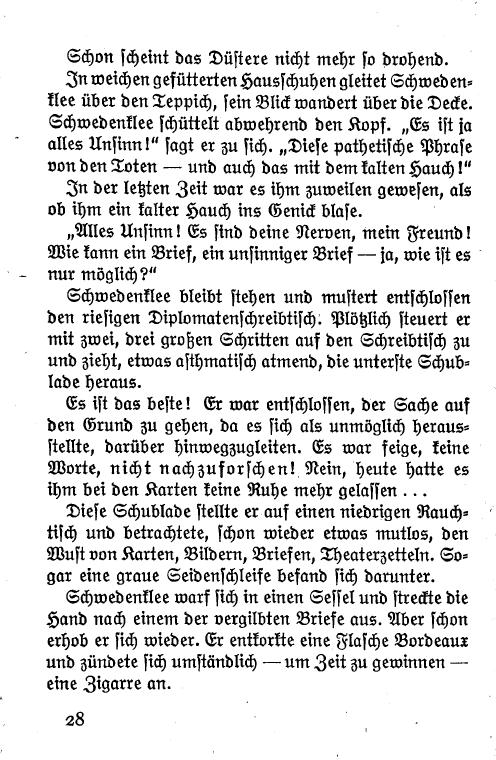 Schon scheint das Düstere nicht mehr so drohend.
In weichen gefütterten Hausschuhen gleitet Schweden-
klee über den Teppich, sein Blick wandert über die Decke.
Schwedenklee schüttelt abwehrend den Kopf. „Es ist ja
alles Unsinn!“ sagt er zu sich. „Diese pathetische Phrase
von den Toten — und auch das mit dem kalten Hauch!“
In der letzten Zeit war es ihm zuweilen gewesen, als
ob ihm ein kalter Hauch ins Genick blase.
„Alles Unsinn! Es sind deine Nerven, mein Freund!
Wie kann ein Brief, ein unsinniger Brief — ja, wie ist es
nur möglich?“
Schwedenklee bleibt stehen und mustert entschlossen
den riesigen Diplomatenschreibtisch. Plötzlich steuert er
mit zwei, drei großen Schritten auf den Schreibtisch zu
und zieht, etwas asthmatisch atmend, die unterste Schub-
lade heraus.
Es ist das beste! Er war entschlossen, der Sache auf
den Grund zu gehen, da es sich als unmöglich heraus-
stellte, darüber hinwegzugleiten. Es war feige, keine
Worte, nicht nachzuforschen! Nein, heute hatte es
ihm bei den Karten keine Ruhe mehr gelassen ...
Diese Schublade stellte er auf einen niedrigen Rauch-
tisch und betrachtete, schon wieder etwas mutlos, den
Wust von Karten, Bildern, Briefen, Theaterzetteln. So-
gar eine graue Seidenschleife befand sich darunter.
Schwedenklee warf sich in einen Sessel und streckte die
Hand nach einem der vergilbten Briefe aus. Aber schon
erhob er sich wieder. Er entkorkte eine Flasche Bordeaux
und zündete sich umständlich — um Zeit zu gewinnen —
eine Zigarre an.
28